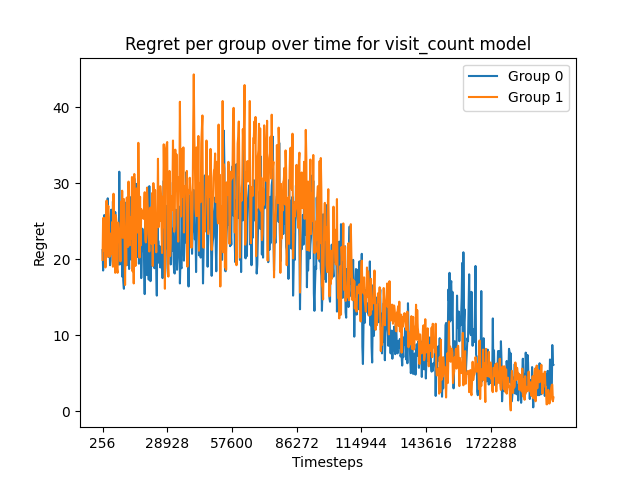 Regret per group over time for visit_count model
Group 0
Group 1
Regret
40
30
20
10
0
256 28928 57600 86272 114944 143616 172288
Timesteps